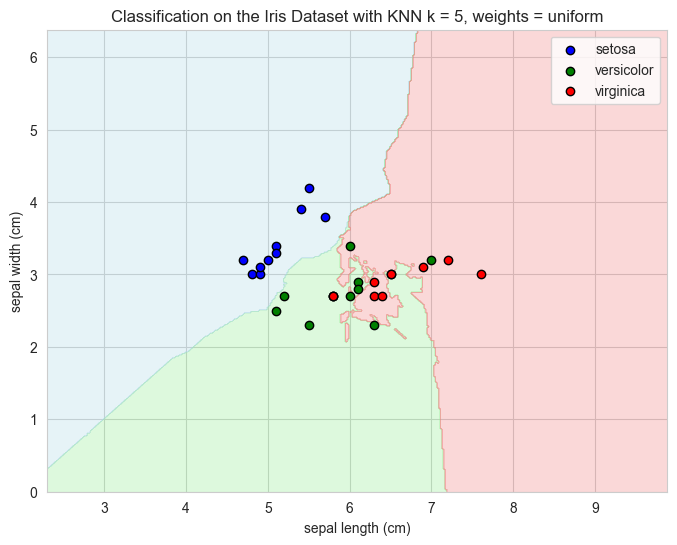 Classification on the Iris Dataset with KNN k = 5, weights = uniform
setosa
versicolor
virginica
sepal width (cm)
6
5
4
3
2
1
0
3 4 5 6 7 8 9
sepal length (cm)